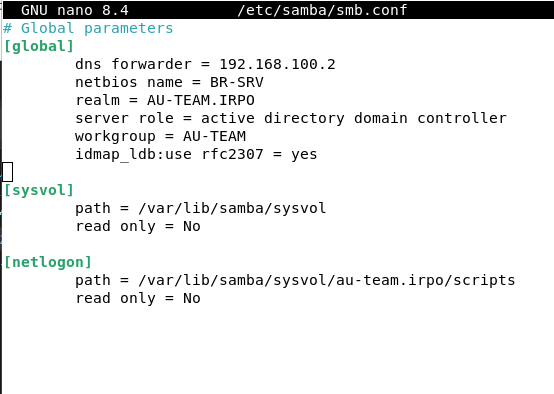 GNU nano 8.4 /etc/samba/smb.conf
# Global parameters
[global]
dns forwarder = 192.168.100.2
netbios name = BR-SRV
realm = AU-TEAM.IRPO
server role = active directory domain controller
workgroup = AU-TEAM
idmap_ldb:use rfc2307 = yes
[sysvol]
path = /var/lib/samba/sysvol
read only = No
[netlogon]
path = /var/lib/samba/sysvol/au-team.irpo/scripts
read only = No